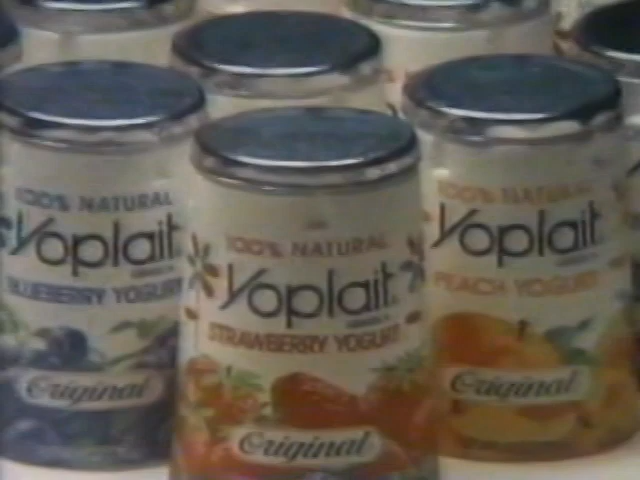 100% NATURAL
Yoplait
BLUEBERRY YOGURT
Original
100% NATURAL
Yoplait
STRAWBERRY YOGURT
Original
100% NATURAL
Yoplait
PEACH YOGURT
Original